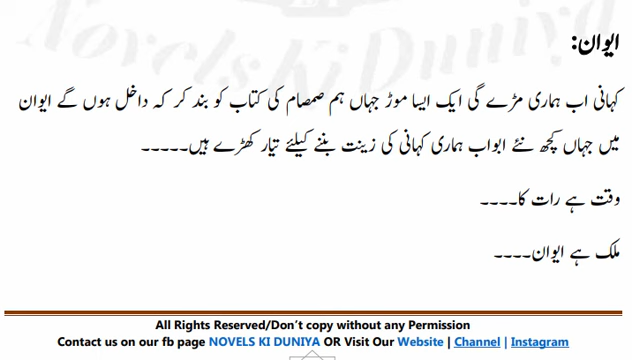 Novels Ki Duniya
ایوان:
کہانی اب ہماری مڑے گی ایک ایسا موڑ جہاں ہم صمصام کی کتاب کو بند کر کہ داخل ہوں گے ایوان
میں جہاں کچھ نئے ابواب ہماری کہانی کی زینت بننے کیلئے تیار کھڑے ہیں۔۔۔۔۔
وقت ہے رات کا۔۔۔۔
ملک ہے ایوان۔۔۔۔
All Rights Reserved/Don't copy without any Permission
Contact us on our fb page NOVELS KI DUNIYA OR Visit Our Website | Channel | Instagram